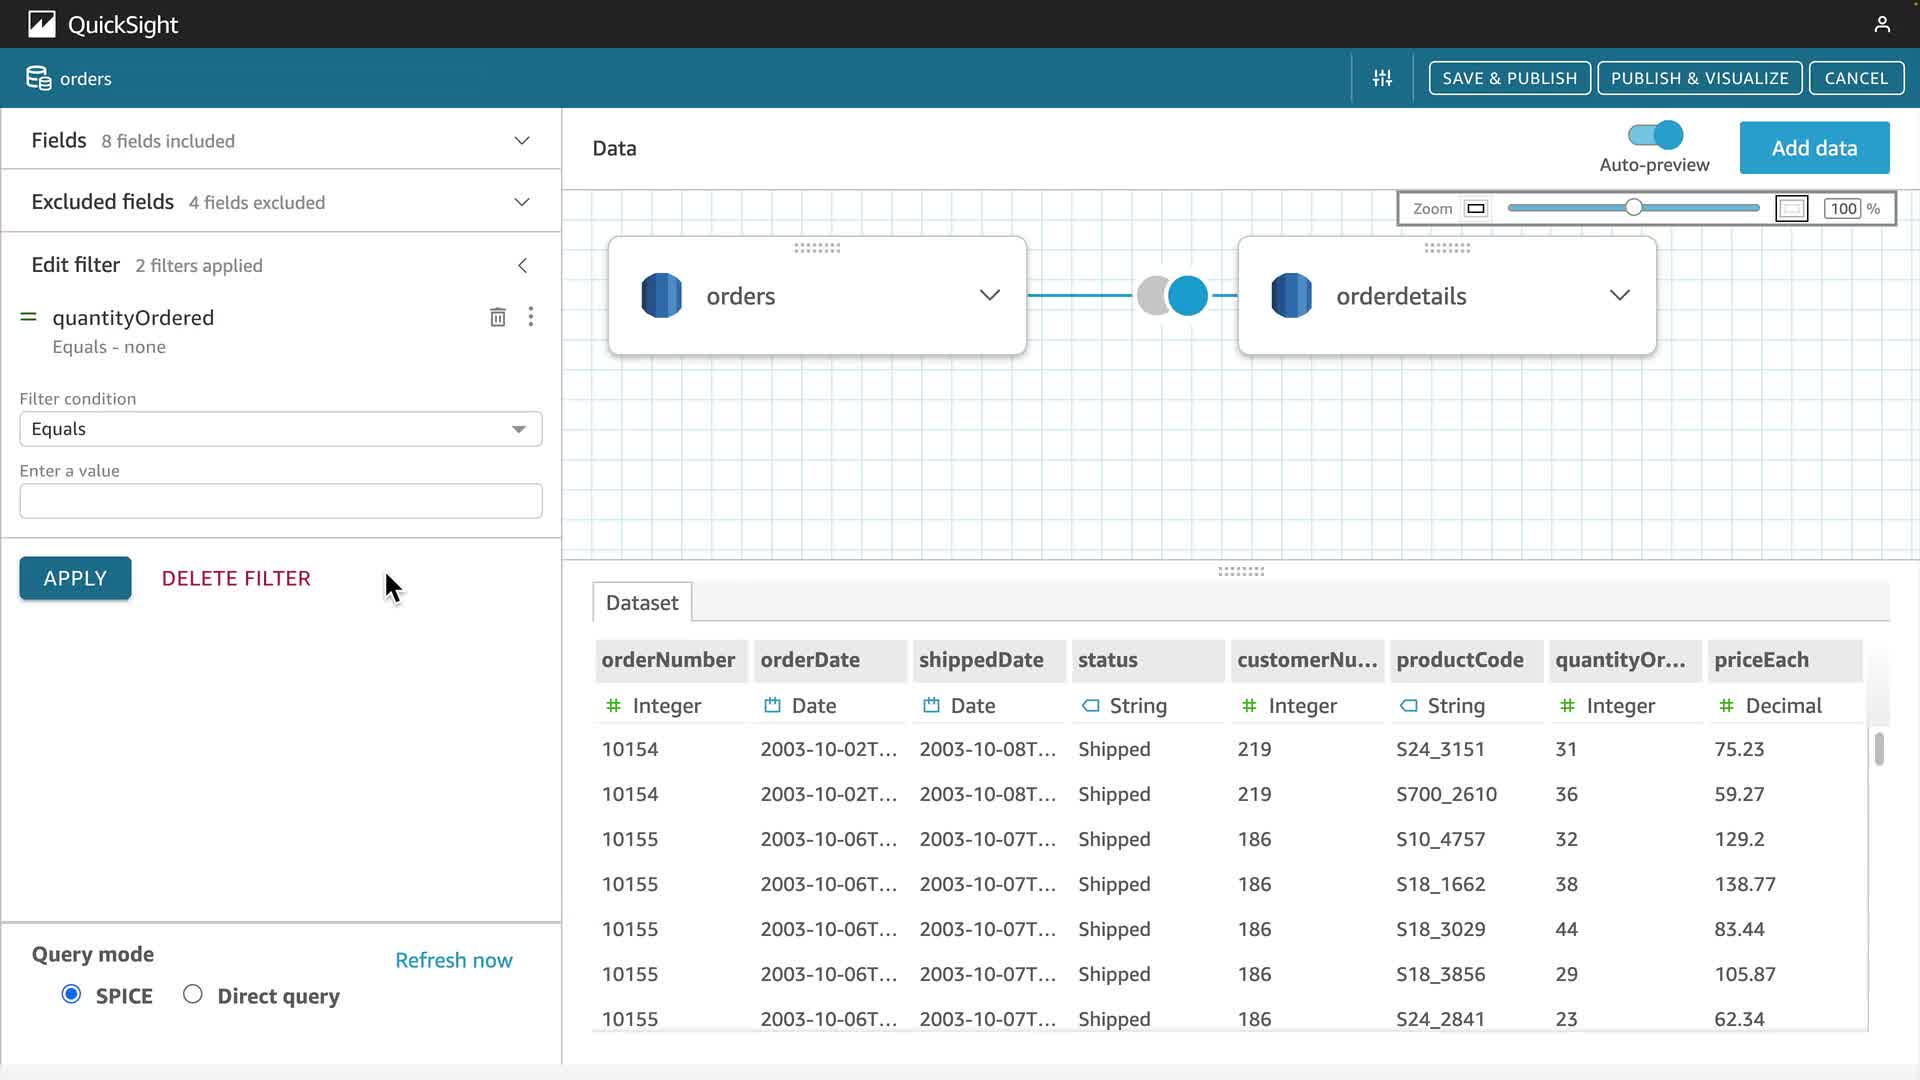 QuickSight
orders
SAVE & PUBLISH
PUBLISH & VISUALIZE
CANCEL
Fields 8 fields included
Excluded fields 4 fields excluded
Edit filter 2 filters applied
quantityOrdered
Equals - none
Filter condition
Equals
Enter a value
APPLY
DELETE FILTER
Query mode
Refresh now
SPICE
Direct query
Data
Auto-preview
Add data
Zoom 100 %
orders
orderdetails
Dataset
orderNumber orderDate shippedDate status customerNu... productCode quantityOr... priceEach
# Integer Date Date String # Integer String # Integer # Decimal
10154 2003-10-02T... 2003-10-08T... Shipped 219 S24_3151 31 75.23
10154 2003-10-02T... 2003-10-08T... Shipped 219 S700_2610 36 59.27
10155 2003-10-06T... 2003-10-07T... Shipped 186 S10_4757 32 129.2
10155 2003-10-06T... 2003-10-07T... Shipped 186 S18_1662 38 138.77
10155 2003-10-06T... 2003-10-07T... Shipped 186 S18_3029 44 83.44
10155 2003-10-06T... 2003-10-07T... Shipped 186 S18_3856 29 105.87
10155 2003-10-06T... 2003-10-07T... Shipped 186 S24_2841 23 62.34